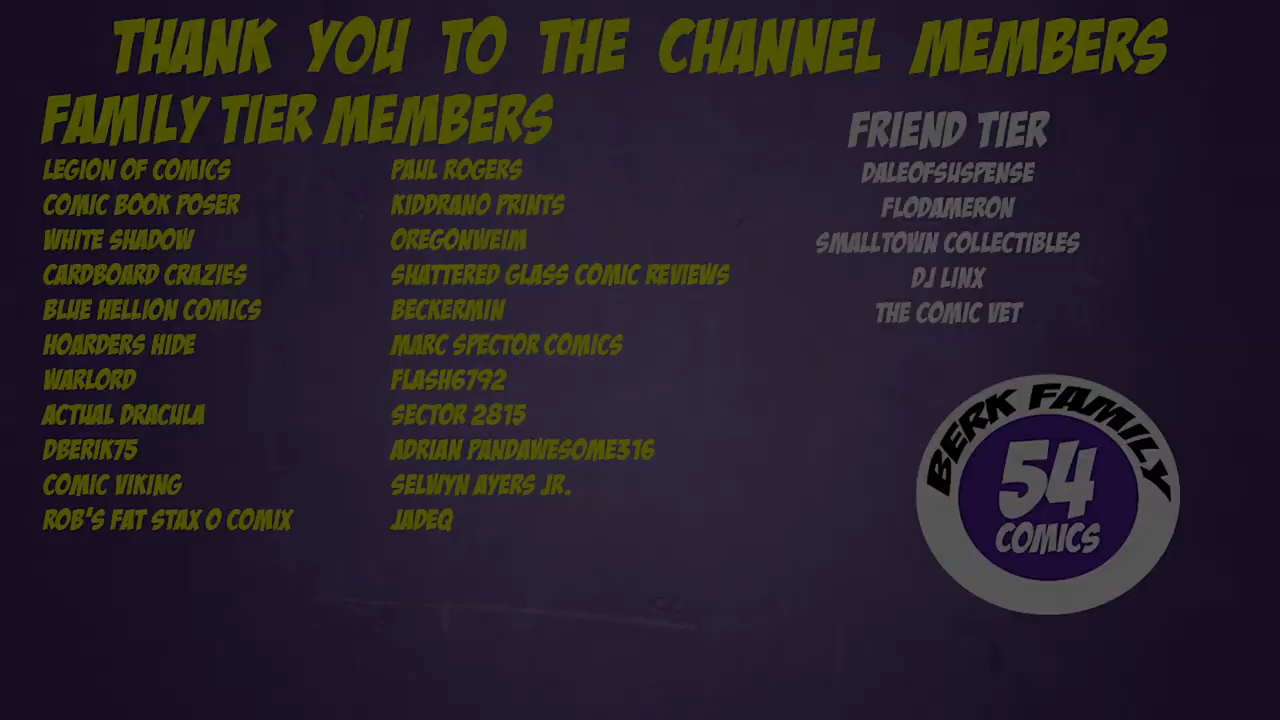 THANK YOU TO THE CHANNEL MEMBERS
FAMILY TIER MEMBERS
LEGION OF COMICS
COMIC BOOK POSER
WHITE SHADOW
CARDBOARD CRAZIES
BLUE HELLION COMICS
HOARDERS HIDE
WARLORD
ACTUAL DRACULA
DBERIK75
COMIC VIKING
ROB'S FAT STAX O COMIX
PAUL ROGERS
KIDDRANO PRINTS
OREGONWEIM
SHATTERED GLASS COMIC REVIEWS
BECKERMIN
MARC SPECTOR COMICS
FLASH6792
SECTOR 2815
ADRIAN PANDAWESOME316
SELWYN AYERS JR.
JADEQ
FRIEND TIER
DALEOFSUSPENSE
FLODAMERON
SMALLTOWN COLLECTIBLES
DJ LINX
THE COMIC VET
BERK FAMILY
54
COMICS